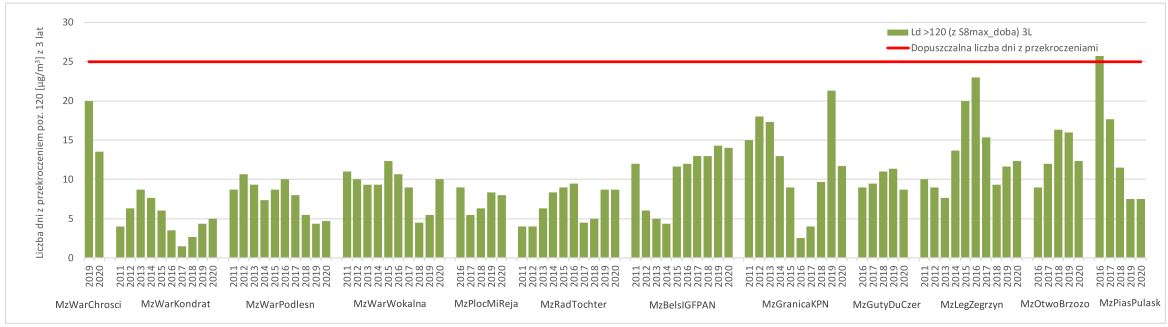 Liczba dni z przekroczeniem poz. 120 [µg/m³] z 3 lat
30
25
20
15
10
5
0
Ld >120 (z S8max_doba) 3L
Dopuszczalna liczba dni z przekroczeniami
2019 2020
2011 2012 2013 2014 2015 2016 2017 2018 2019 2020
2011 2012 2013 2014 2015 2016 2017 2018 2019 2020
2011 2012 2013 2014 2015 2016 2017 2018 2019 2020
2016 2017 2018 2019 2020
2011 2012 2013 2014 2015 2016 2017 2018 2019 2020
2011 2012 2013 2014 2015 2016 2017 2018 2019 2020
2011 2012 2013 2014 2015 2016 2017 2018 2019 2020
2016 2017 2018 2019 2020
2011 2012 2013 2014 2015 2016 2017 2018 2019 2020
2016 2017 2018 2019 2020
2016 2017 2018 2019 2020
MzWarChrosci MzWarKondrat MzWarPodlesn MzWarWokalna MzPlocMiReja MzRadTochter MzBelsIGFPAN MzGranicaKPN MzGutyDuCzer MzLegZegrzyn MzOtwoBrzozo MzPiasPulask